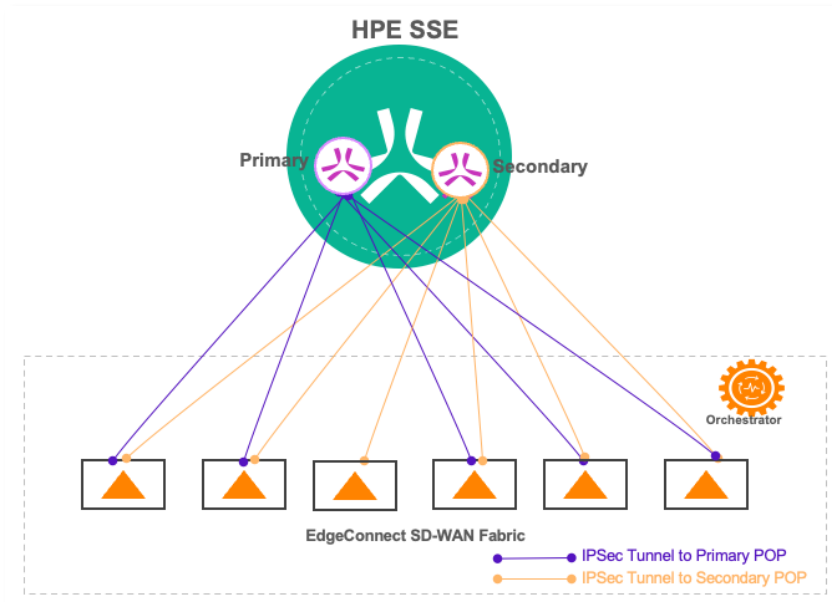 HPE SSE
Primary
Secondary
Orchestrator
EdgeConnect SD-WAN Fabric
IPSec Tunnel to Primary POP
IPSec Tunnel to Secondary POP